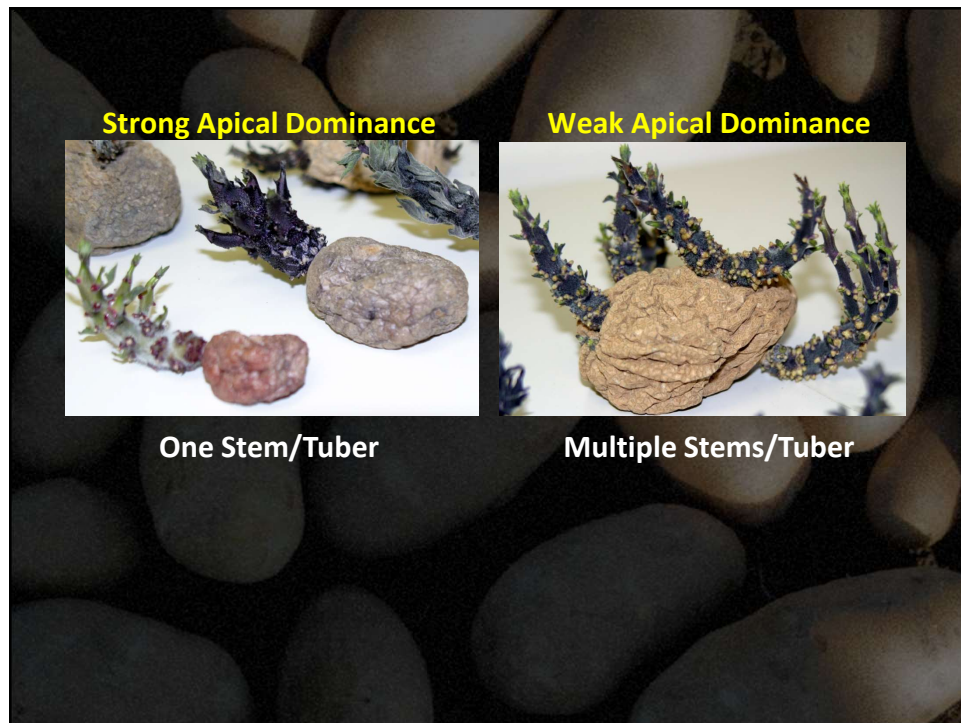 Strong Apical Dominance
Weak Apical Dominance
One Stem/Tuber
Multiple Stems/Tuber